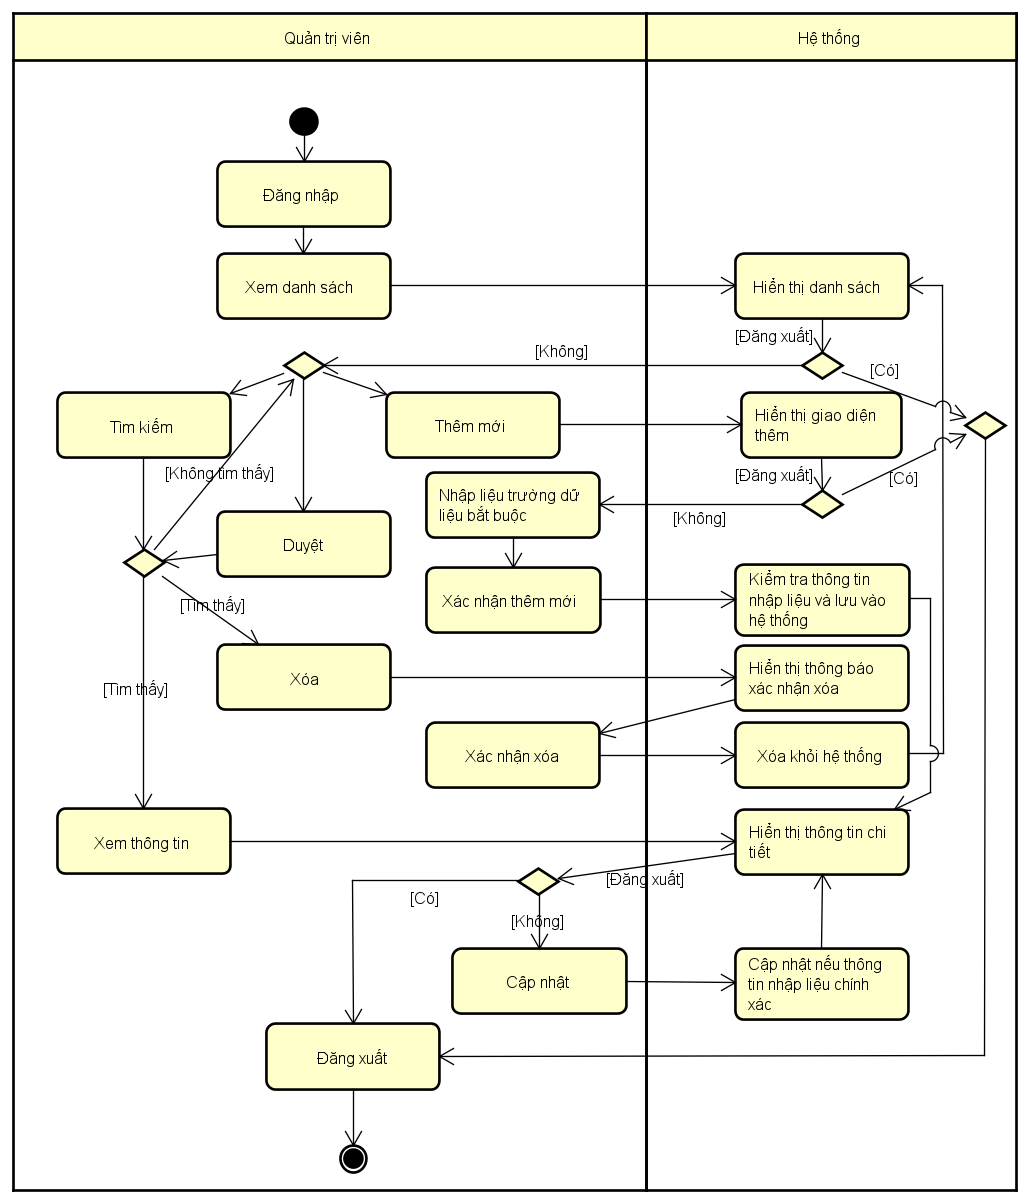 Quản trị viên
Hệ thống
Đăng nhập
Xem danh sách
Hiển thị danh sách
[Đăng xuất]
[Không]
[Có]
Tìm kiếm
Thêm mới
Hiển thị giao diện
thêm
[Không tìm thấy]
[Đăng xuất]
[Có]
Nhập liệu trường dữ
liệu bắt buộc
[Không]
Duyệt
Xác nhận thêm mới
Kiểm tra thông tin
nhập liệu và lưu vào
hệ thống
[Tìm thấy]
Xóa
Hiển thị thông báo
xác nhận xóa
[Tìm thấy]
Xác nhận xóa
Xóa khỏi hệ thống
Xem thông tin
Hiển thị thông tin chi
tiết
[Đăng xuất]
[Có]
[Không]
Cập nhật
Cập nhật nếu thông
tin nhập liệu chính
xác
Đăng xuất